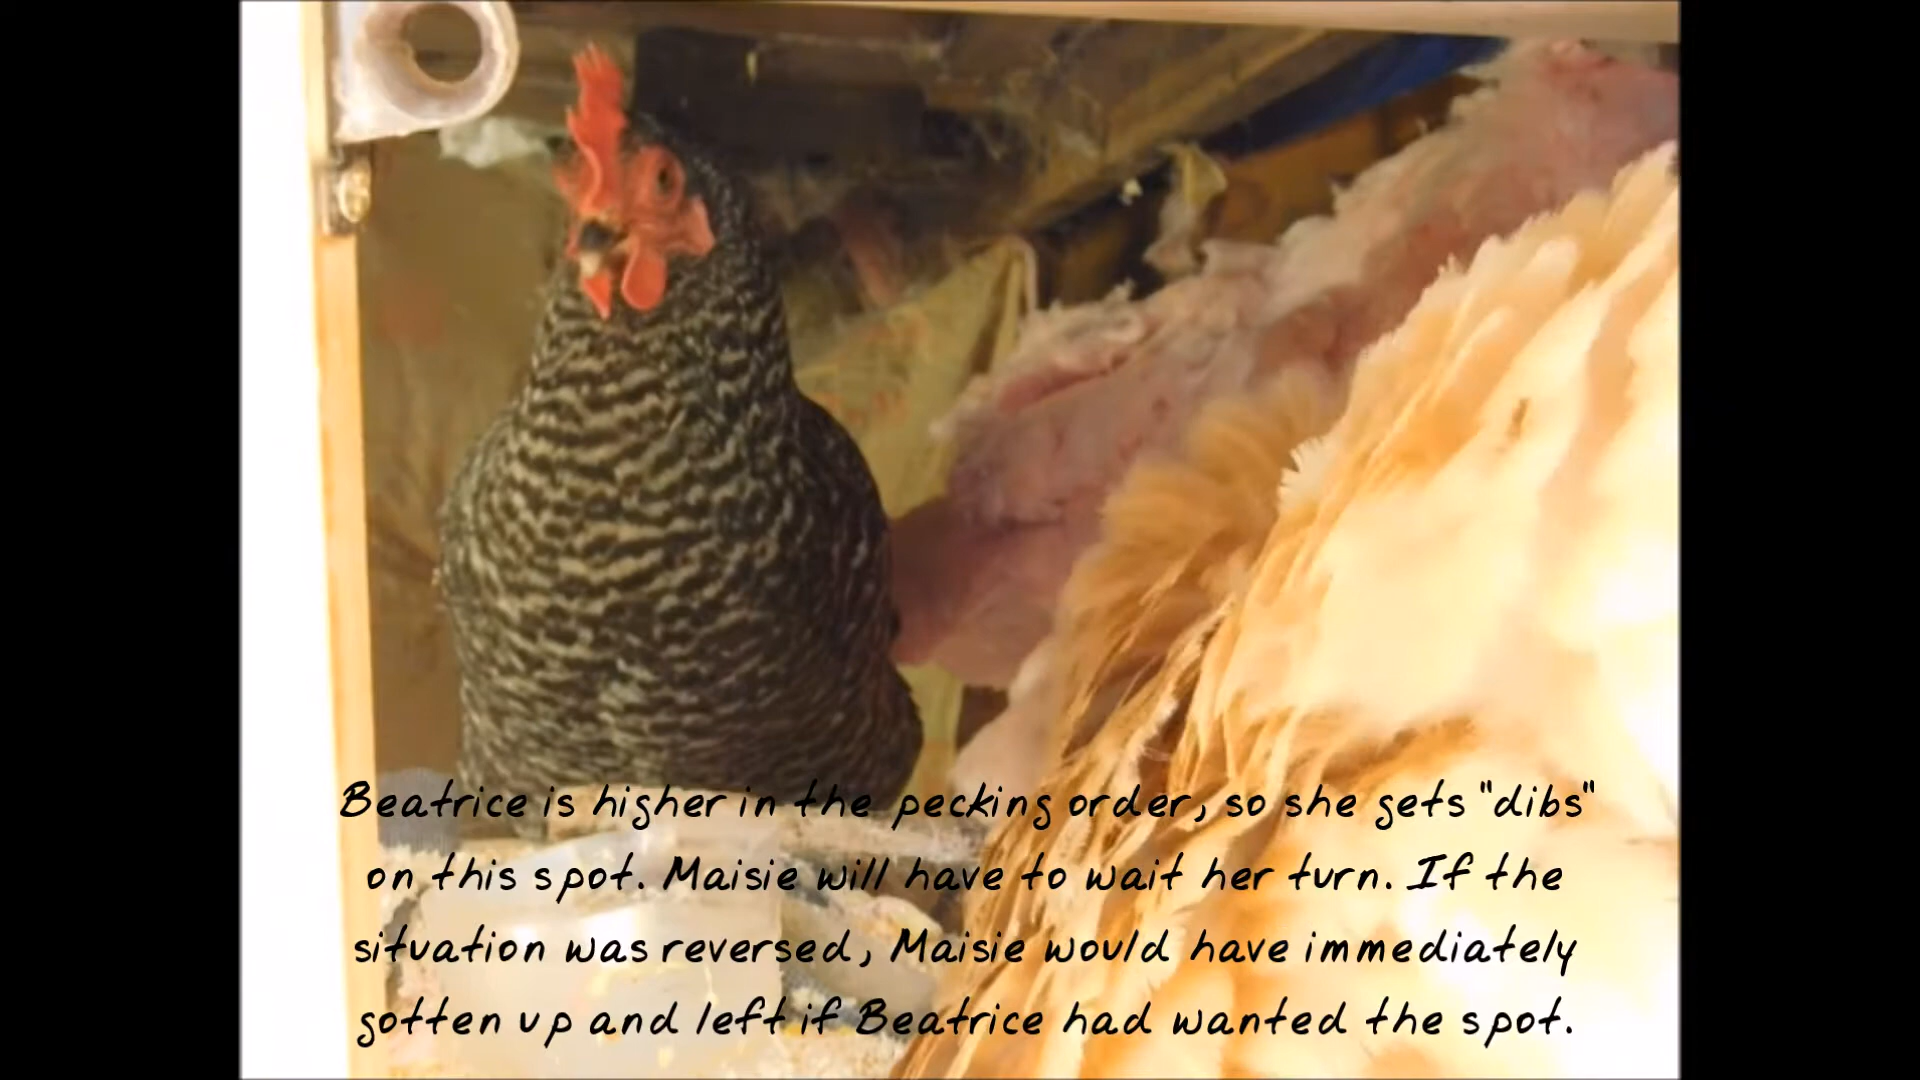 Beatrice is higher in the pecking order, so she gets "dibs"
on this spot. Maisie will have to wait her turn. If the
situation was reversed, Maisie would have immediately
gotten up and left if Beatrice had wanted the spot.